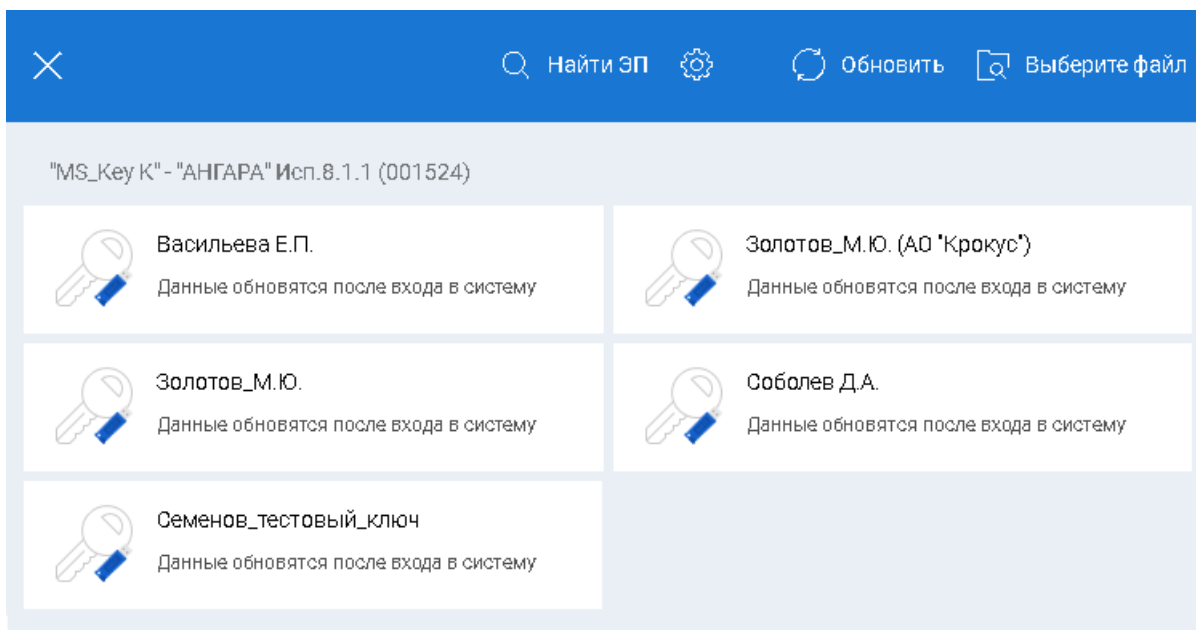 Найти ЭП Обновить Выберите файл
"MS_Key К" - "АНГАРА" Исп.8.1.1 (001524)
Васильева Е.П.
Данные обновятся после входа в систему
Золотов_М.Ю. (АО "Крокус")
Данные обновятся после входа в систему
Золотов_М.Ю.
Данные обновятся после входа в систему
Соболев Д.А.
Данные обновятся после входа в систему
Семенов_тестовый_ключ
Данные обновятся после входа в систему